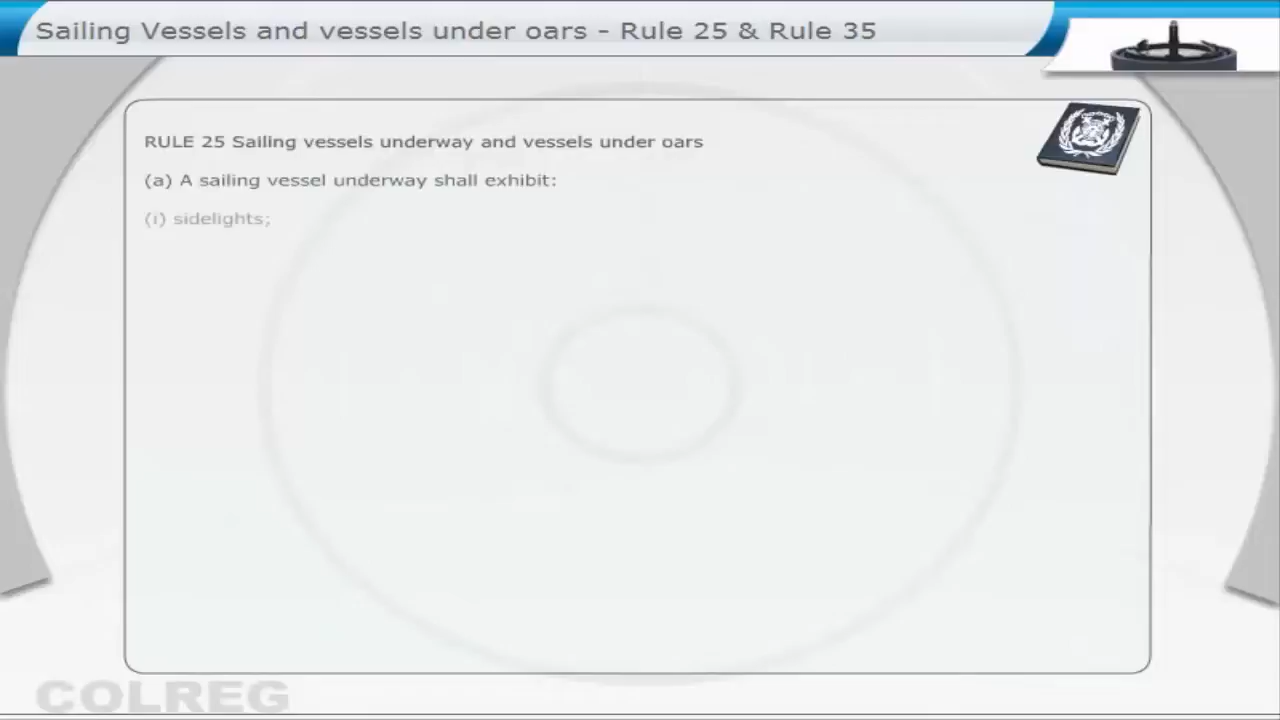 Sailing Vessels and vessels under oars - Rule 25 & Rule 35
RULE 25 Sailing vessels underway and vessels under oars
(a) A sailing vessel underway shall exhibit:
(i) sidelights;
COLREG